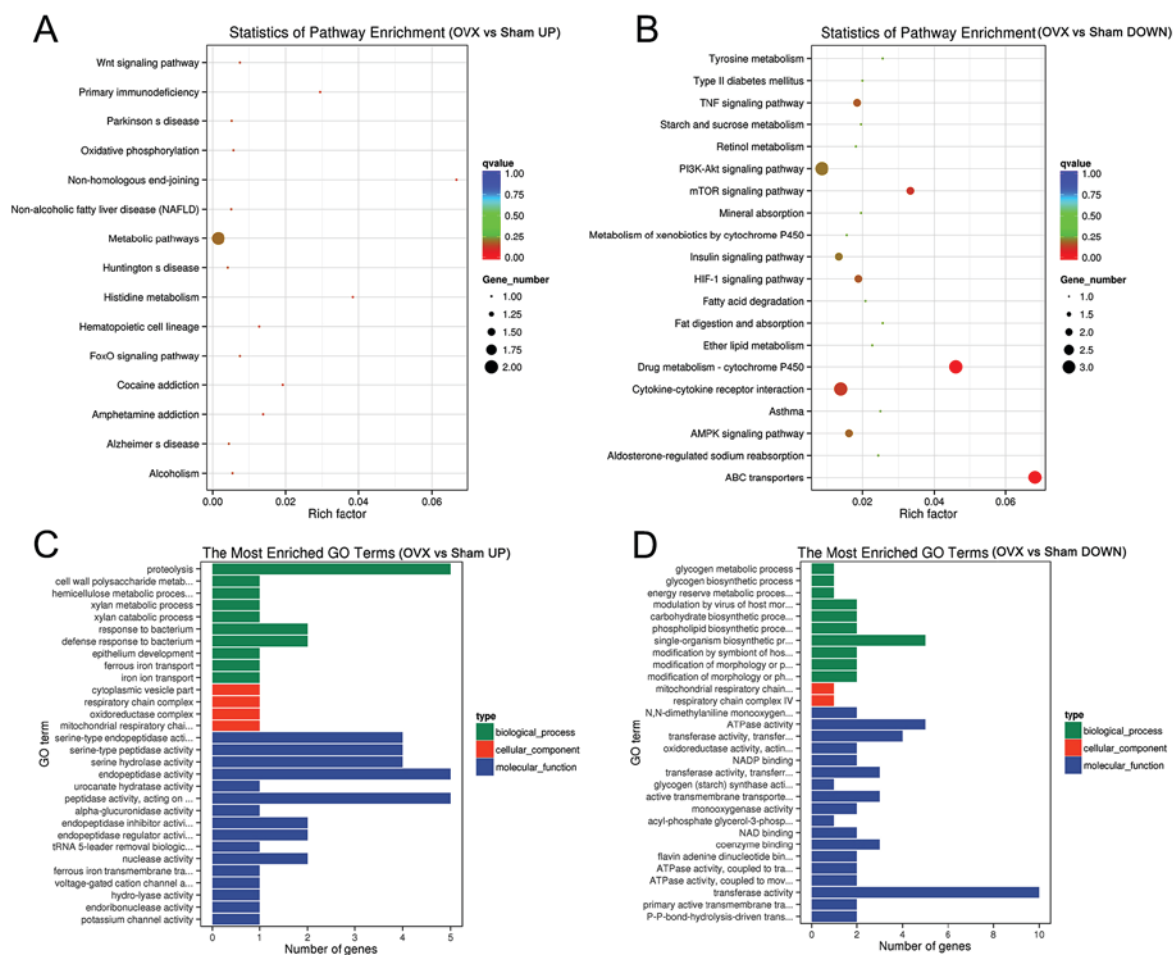 A
Statistics of Pathway Enrichment (OVX vs Sham UP)
Wnt signaling pathway
Primary immunodeficiency
Parkinson s disease
Oxidative phosphorylation
Non-homologous end-joining
Non-alcoholic fatty liver disease (NAFLD)
Metabolic pathways
Huntington s disease
Histidine metabolism
Hematopoietic cell lineage
FoxO signaling pathway
Cocaine addiction
Amphetamine addiction
Alzheimer s disease
Alcoholism
0.00 0.02 0.04 0.06
Rich factor
qvalue
1.00
0.75
0.50
0.25
0.00
Gene_number
1.00
1.25
1.50
1.75
2.00
B
Statistics of Pathway Enrichment (OVX vs Sham DOWN)
Tyrosine metabolism
Type II diabetes mellitus
TNF signaling pathway
Starch and sucrose metabolism
Retinol metabolism
PI3K-Akt signaling pathway
mTOR signaling pathway
Mineral absorption
Metabolism of xenobiotics by cytochrome P450
Insulin signaling pathway
HIF-1 signaling pathway
Fatty acid degradation
Fat digestion and absorption
Ether lipid metabolism
Drug metabolism - cytochrome P450
Cytokine-cytokine receptor interaction
Asthma
AMPK signaling pathway
Aldosterone-regulated sodium reabsorption
ABC transporters
0.02 0.04 0.06
Rich factor
qvalue
1.00
0.75
0.50
0.25
0.00
Gene_number
1.0
1.5
2.0
2.5
3.0
C
The Most Enriched GO Terms (OVX vs Sham UP)
GO term
proteolysis
cell wall polysaccharide metab...
hemicellulose metabolic proces...
xylan metabolic process
xylan catabolic process
response to bacterium
defense response to bacterium
epithelium development
ferrous iron transport
iron ion transport
cytoplasmic vesicle part
respiratory chain complex
oxidoreductase complex
mitochondrial respiratory chai...
serine-type endopeptidase acti...
serine-type peptidase activity
serine hydrolase activity
endopeptidase activity
urocanate hydratase activity
peptidase activity, acting on ...
alpha-glucuronidase activity
endopeptidase inhibitor activi...
endopeptidase regulator activi...
tRNA 5-leader removal biologic...
nuclease activity
ferrous iron transmembrane tra...
voltage-gated cation channel a...
hydro-lyase activity
endoribonuclease activity
potassium channel activity
0 1 2 3 4 5
Number of genes
type
biological_process
cellular_component
molecular_function
D
The Most Enriched GO Terms (OVX vs Sham DOWN)
GO term
glycogen metabolic process
glycogen biosynthetic process
energy reserve metabolic proces...
modulation by virus of host mor...
carbohydrate biosynthetic proce...
phospholipid biosynthetic proce...
single-organism biosynthetic pr...
modification by symbiont of hos...
modification of morphology or p...
modification of morphology or ph...
mitochondrial respiratory chain...
respiratory chain complex IV
N,N-dimethylaniline monooxygen...
ATPase activity
transferase activity, transfer...
oxidoreductase activity, actin...
NADP binding
transferase activity, transferr...
glycogen (starch) synthase acti...
active transmembrane transporte...
monooxygenase activity
acyl-phosphate glycerol-3-phosp...
NAD binding
coenzyme binding
flavin adenine dinucleotide bin...
ATPase activity, coupled to tra...
ATPase activity, coupled to mov...
transferase activity
primary active transmembrane tra...
P-P-bond-hydrolysis-driven trans...
0 2 4 6 8 10
Number of genes
type
biological_process
cellular_component
molecular_function